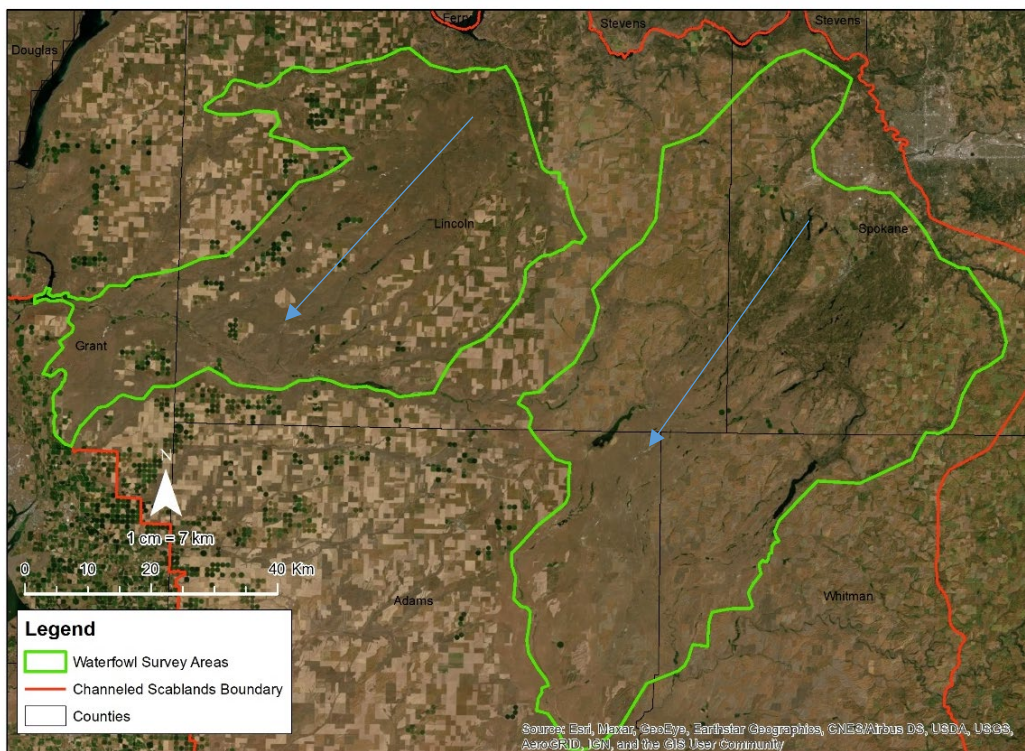 Douglas
Ferry
Stevens
Stevens
Lincoln
Spokane
Grant
N
1 cm = 7 km
0 10 20 40 Km
Adams
Whitman
Legend
Waterfowl Survey Areas
Channeled Scablands Boundary
Counties
Source: Esri, Maxar, GeoEye, Earthstar Geographics, CNES/Airbus DS, USDA, USGS,
AeroGRID, IGN, and the GIS User Community